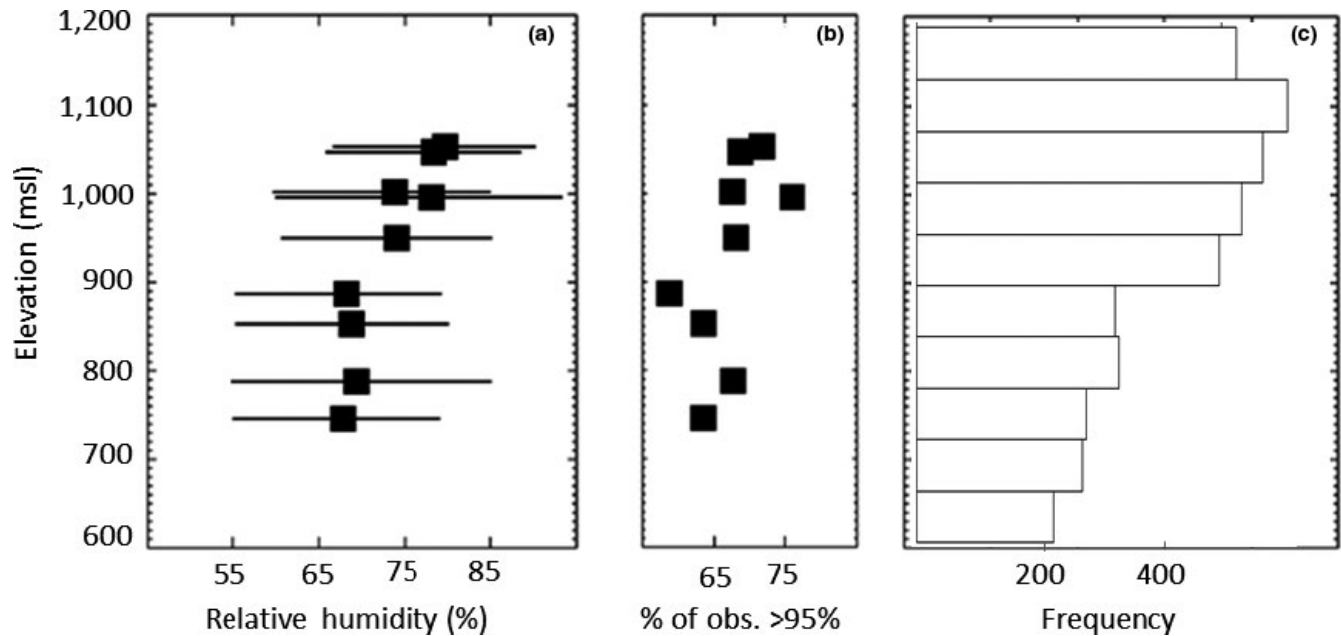 Elevation (msl)
1,200
1,100
1,000
900
800
700
600
(a)
55 65 75 85
Relative humidity (%)
(b)
65 75
% of obs. >95%
(c)
200 400
Frequency